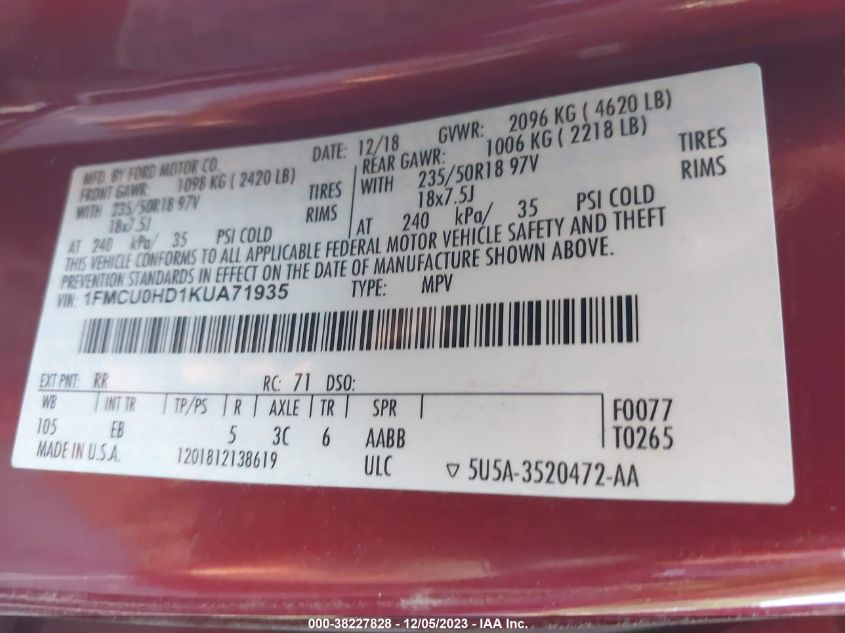 MFD. BY FORD MOTOR CO. DATE: 12/18 GVWR: 2096 KG ( 4620 LB)
FRONT GAWR: 1098 KG ( 2420 LB)
WITH 235/50R18 97V TIRES
18x7.5J RIMS
AT 240 kPa/ 35 PSI COLD
REAR GAWR: 1006 KG ( 2218 LB)
WITH 235/50R18 97V TIRES
18x7.5J RIMS
AT 240 kPa/ 35 PSI COLD
THIS VEHICLE CONFORMS TO ALL APPLICABLE FEDERAL MOTOR VEHICLE SAFETY AND THEFT
PREVENTION STANDARDS IN EFFECT ON THE DATE OF MANUFACTURE SHOWN ABOVE.
VIN: 1FMCU0HD1KUA71935 TYPE: MPV
EXT PNT: RR RC: 71 DSO:
WB INT TR TP/PS R AXLE TR SPR F0077
105 EB 5 3C 6 AABB T0265
MADE IN U.S.A. 1201812138619 ULC ▽ 5U5A-3520472-AA
000-38227828 - 12/05/2023 - IAA Inc.